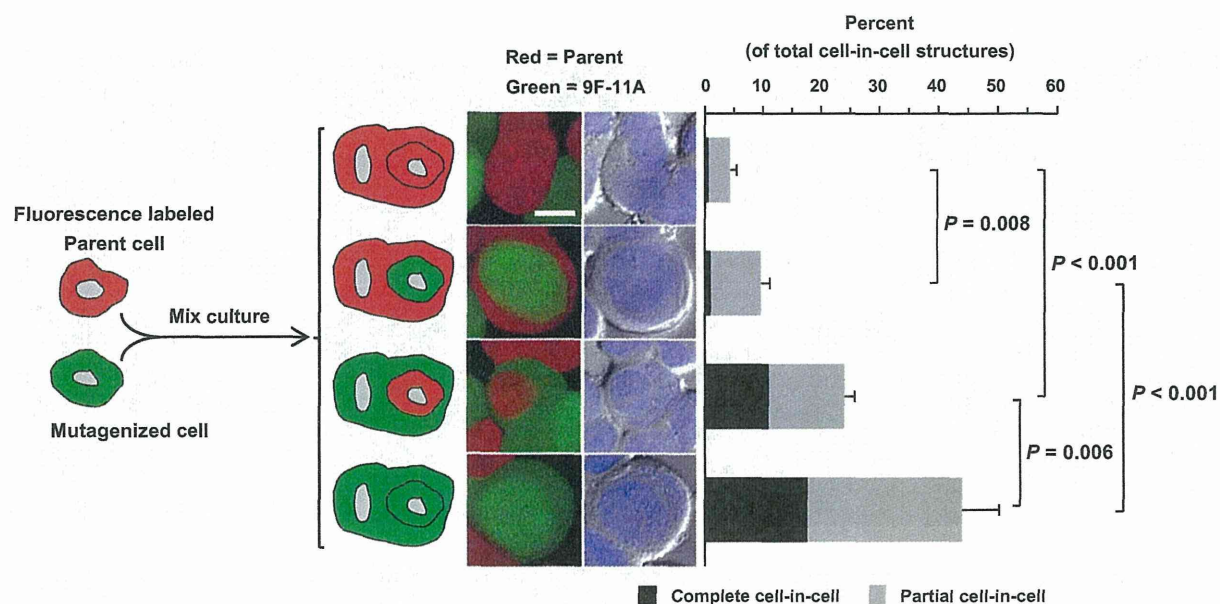 Percent
(of total cell-in-cell structures)
Red = Parent
Green = 9F-11A
0 10 20 30 40 50 60
Fluorescence labeled
Parent cell
Mix culture
Mutagenized cell
P = 0.008
P < 0.001
P < 0.001
P = 0.006
Complete cell-in-cell
Partial cell-in-cell